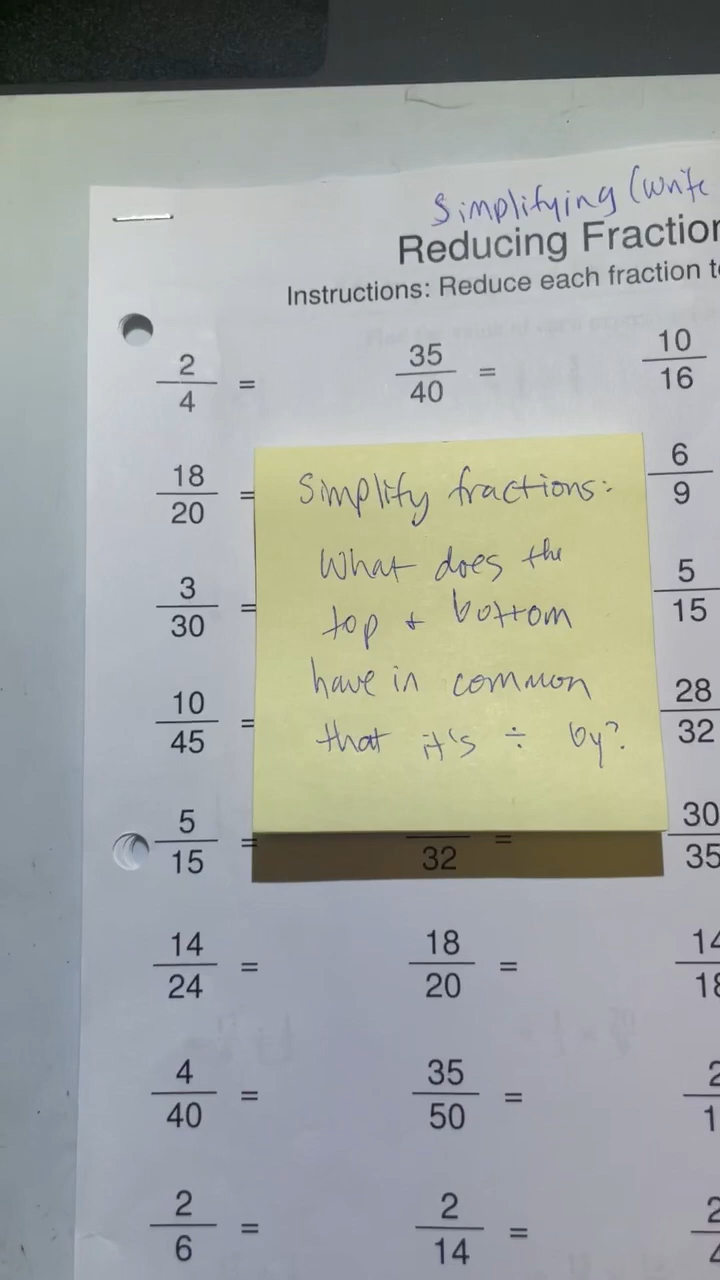 Simplifying (write
Reducing Fraction
Instructions: Reduce each fraction
2/4 = 35/40 = 10/16
18/20 = 6/9
3/30 = 5/15
10/45 = 28/32
Simplify fractions:
What does the
top + bottom
have in common
that it's ÷ by?
5/15 = /32 = 30/35
14/24 = 18/20 = 14/18
4/40 = 35/50 =
2/6 = 2/14 =